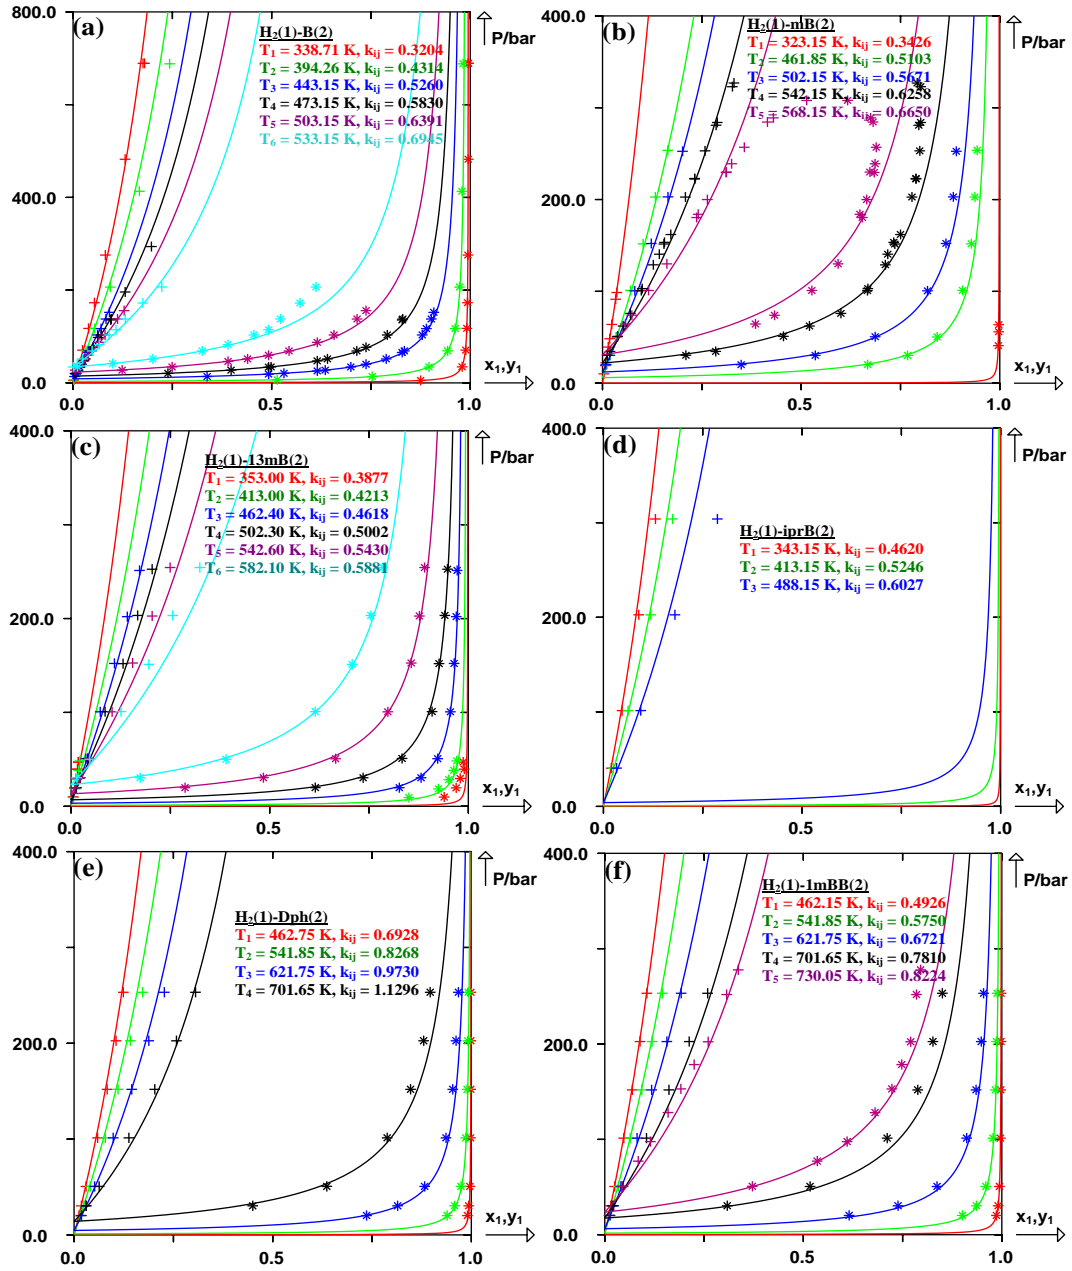 (a)
800.0
400.0
0.0
0.0
0.5
1.0
P/bar
x₁,y₁
H₂(1)-B(2)
T₁ = 338.71 K, kᵢⱼ = 0.3204
T₂ = 394.26 K, kᵢⱼ = 0.4314
T₃ = 443.15 K, kᵢⱼ = 0.5260
T₄ = 473.15 K, kᵢⱼ = 0.5830
T₅ = 503.15 K, kᵢⱼ = 0.6391
T₆ = 533.15 K, kᵢⱼ = 0.6945
(b)
400.0
200.0
0.0
0.0
0.5
1.0
P/bar
x₁,y₁
H₂(1)-mB(2)
T₁ = 323.15 K, kᵢⱼ = 0.3426
T₂ = 461.85 K, kᵢⱼ = 0.5103
T₃ = 502.15 K, kᵢⱼ = 0.5671
T₄ = 542.15 K, kᵢⱼ = 0.6258
T₅ = 568.15 K, kᵢⱼ = 0.6650
(c)
400.0
200.0
0.0
0.0
0.5
1.0
P/bar
x₁,y₁
H₂(1)-13mB(2)
T₁ = 353.00 K, kᵢⱼ = 0.3877
T₂ = 413.00 K, kᵢⱼ = 0.4213
T₃ = 462.40 K, kᵢⱼ = 0.4618
T₄ = 502.30 K, kᵢⱼ = 0.5002
T₅ = 542.60 K, kᵢⱼ = 0.5430
T₆ = 582.10 K, kᵢⱼ = 0.5881
(d)
400.0
200.0
0.0
0.0
0.5
1.0
P/bar
x₁,y₁
H₂(1)-iprB(2)
T₁ = 343.15 K, kᵢⱼ = 0.4620
T₂ = 413.15 K, kᵢⱼ = 0.5246
T₃ = 488.15 K, kᵢⱼ = 0.6027
(e)
400.0
200.0
0.0
0.0
0.5
1.0
P/bar
x₁,y₁
H₂(1)-Dph(2)
T₁ = 462.75 K, kᵢⱼ = 0.6928
T₂ = 541.85 K, kᵢⱼ = 0.8268
T₃ = 621.75 K, kᵢⱼ = 0.9730
T₄ = 701.65 K, kᵢⱼ = 1.1296
(f)
400.0
200.0
0.0
0.0
0.5
1.0
P/bar
x₁,y₁
H₂(1)-1mBB(2)
T₁ = 462.15 K, kᵢⱼ = 0.4926
T₂ = 541.85 K, kᵢⱼ = 0.5750
T₃ = 621.75 K, kᵢⱼ = 0.6721
T₄ = 701.65 K, kᵢⱼ = 0.7810
T₅ = 730.05 K, kᵢⱼ = 0.8224